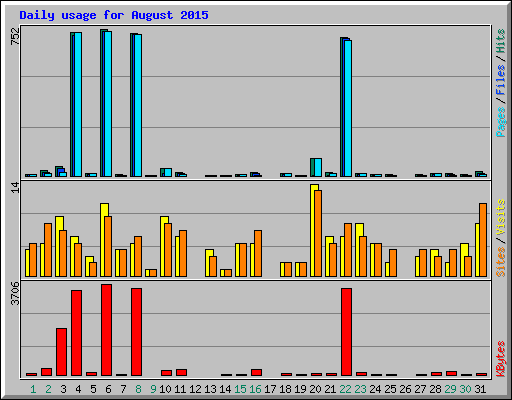 Daily usage for August 2015
752
Pages / Files / Hits
14
Sites / Visits
3706
KBytes
1 2 3 4 5 6 7 8 9 10 11 12 13 14 15 16 17 18 19 20 21 22 23 24 25 26 27 28 29 30 31